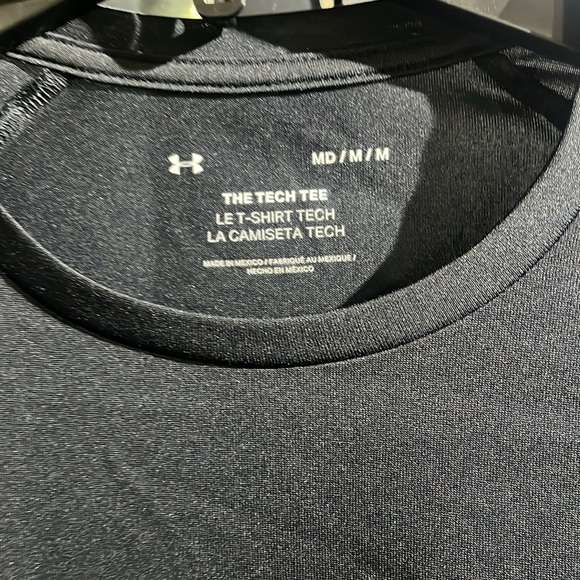 MD / M / M
THE TECH TEE
LE T-SHIRT TECH
LA CAMISETA TECH
MADE IN MEXICO / FABRIQUÉ AU MEXIQUE /
HECHO EN MÉXICO